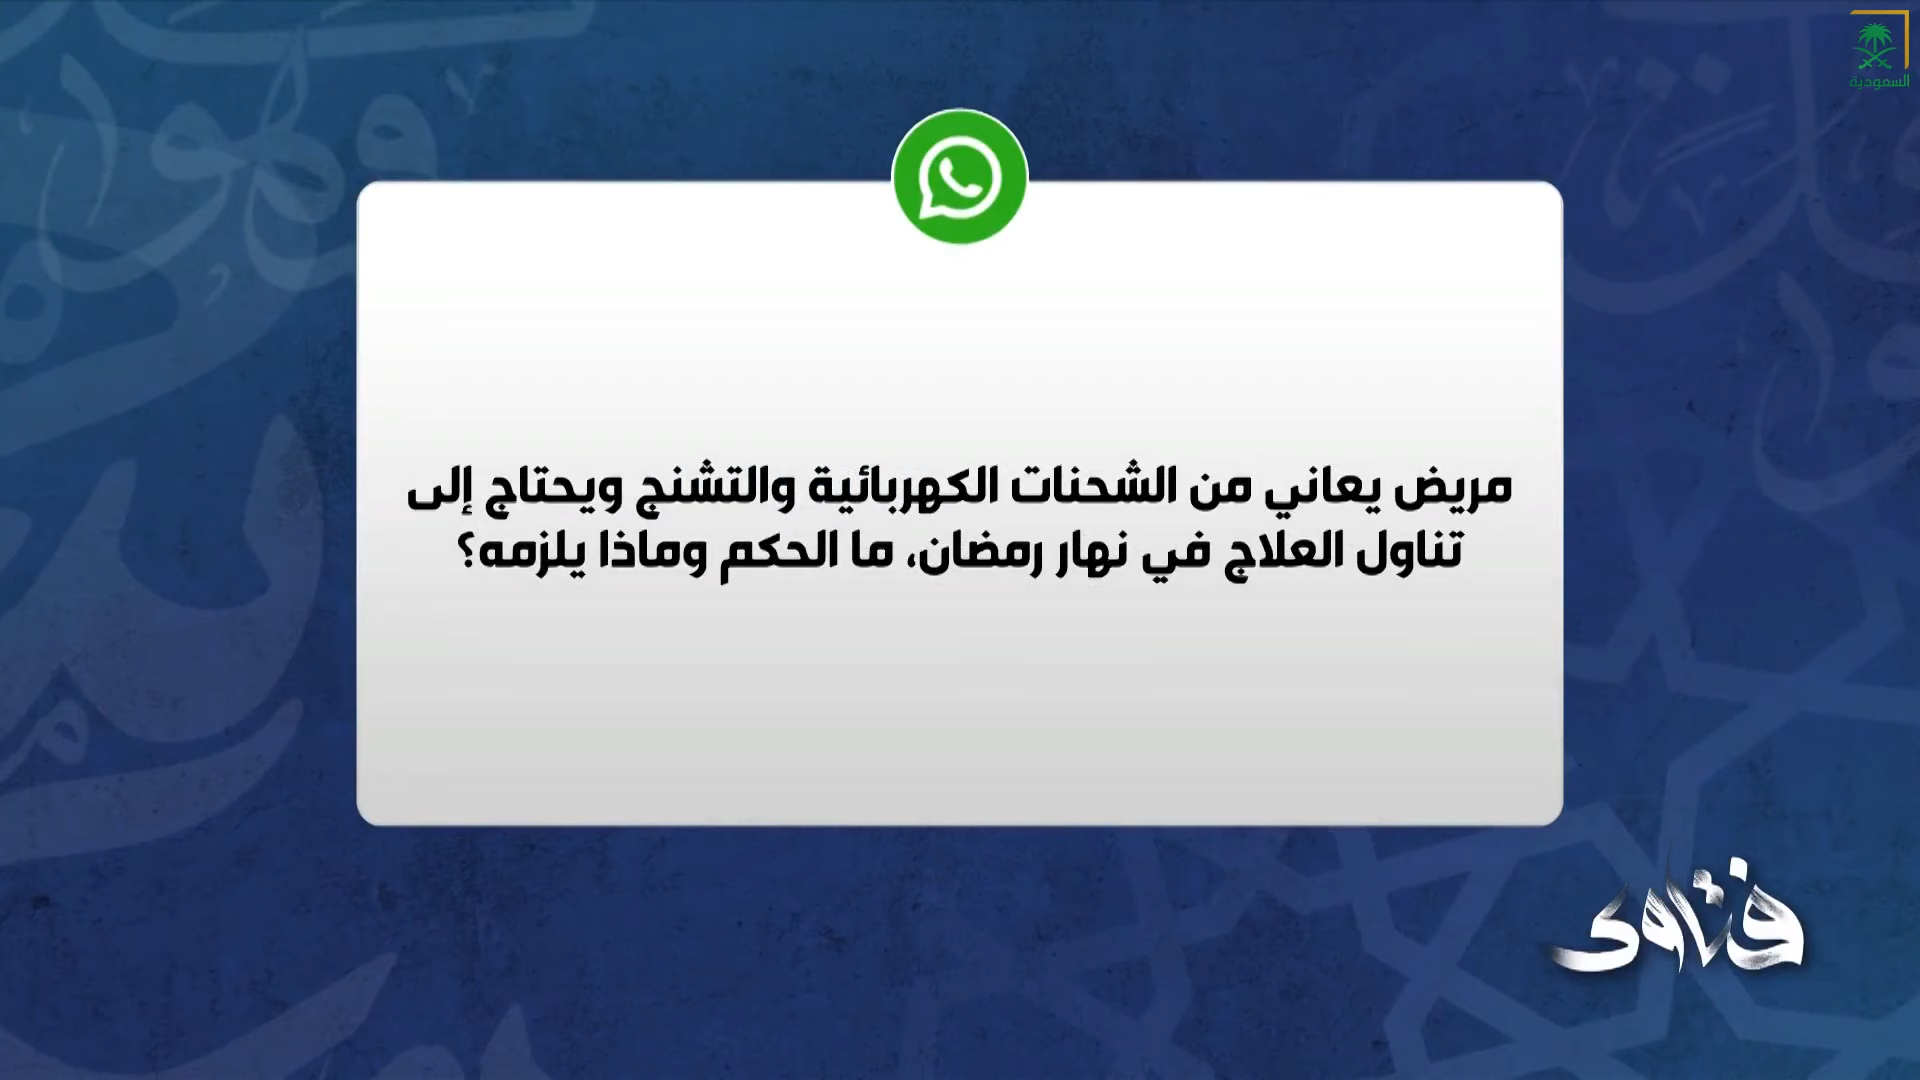 السعودية
مريض يعاني من الشحنات الكهربائية والتشنج ويحتاج إلى
تناول العلاج في نهار رمضان، ما الحكم وماذا يلزمه؟
فتاوى